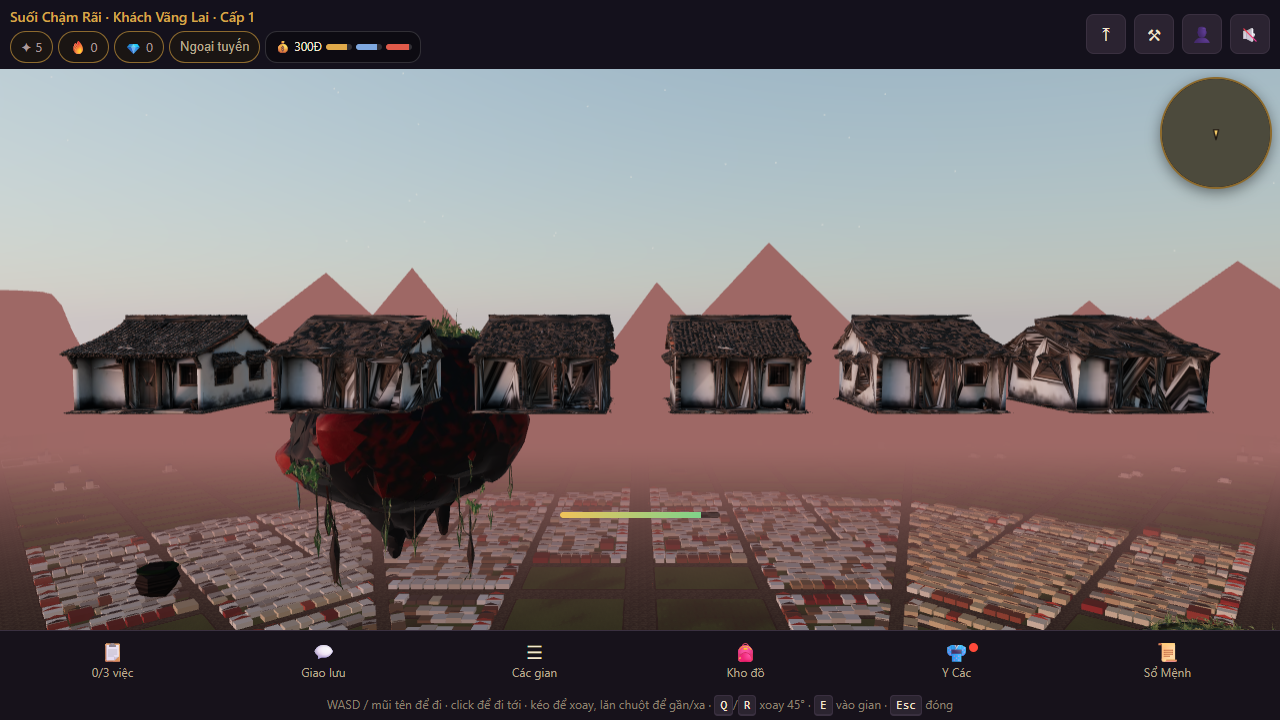 Suối Chậm Rãi · Khách Vãng Lai · Cấp 1
5 0 0 Ngoại tuyến 300Đ
0/3 việc Giao lưu Các gian Kho đồ Y Các Sổ Mệnh
WASD / mũi tên để đi · click để đi tới · kéo để xoay, lăn chuột để gần/xa · Q / R xoay 45° · E vào gian · Esc đóng